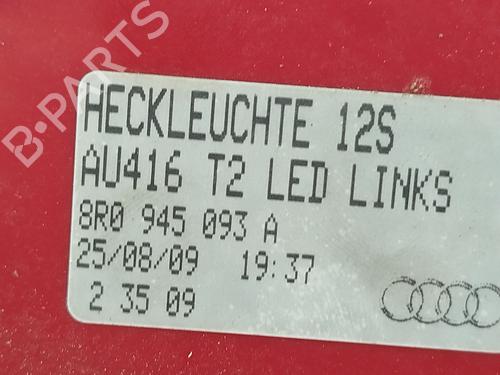 B-PARTS
HECKLEUCHTE 12S
AU416 T2 LED LINKS
8R0 945 093 A
25/08/09 19:37
2 35 09